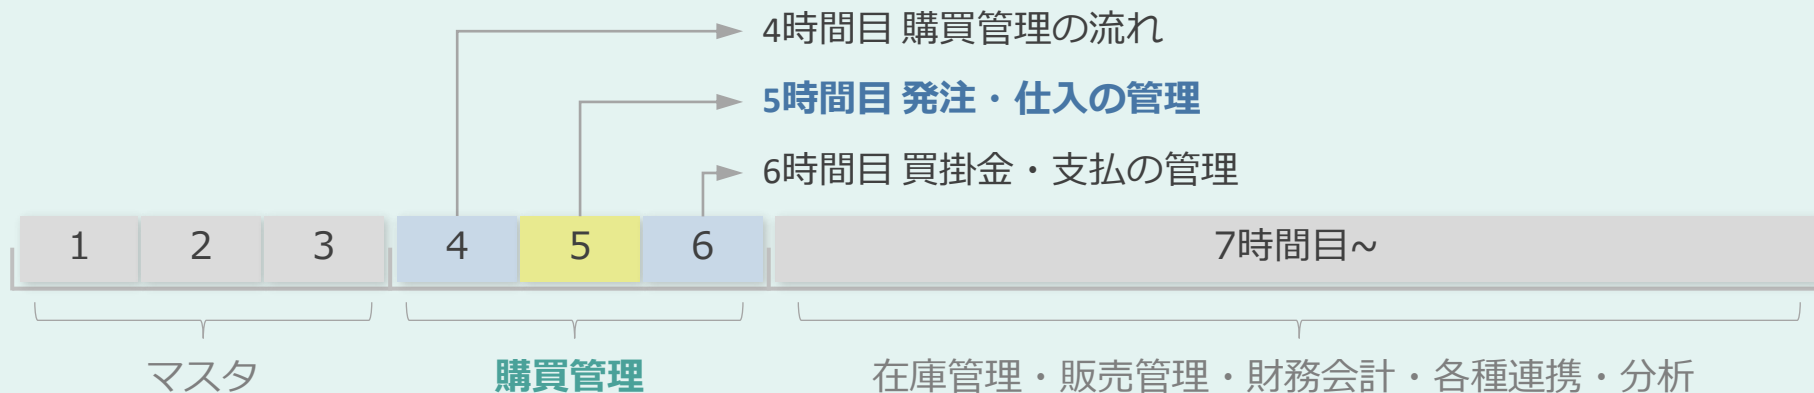 4時間目 購買管理の流れ
5時間目 発注・仕入の管理
6時間目 買掛金・支払の管理
1 2 3 4 5 6 7時間目~
マスタ 購買管理 在庫管理・販売管理・財務会計・各種連携・分析